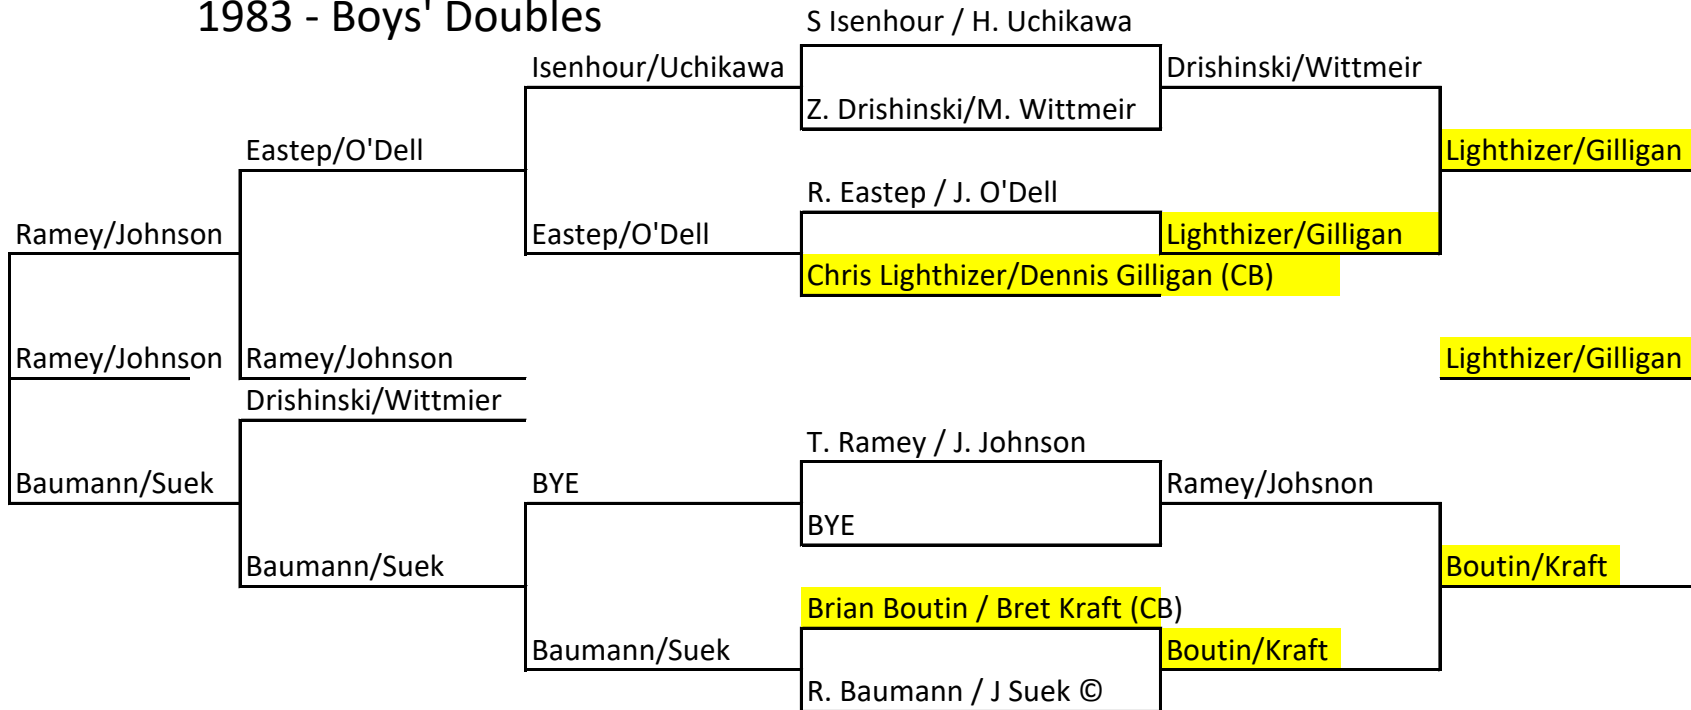 1983 - Boys' Doubles
S Isenhour / H. Uchikawa
Isenhour/Uchikawa
Drishinski/Wittmeir
Z. Drishinski/M. Wittmeir
Eastep/O'Dell
Lighthizer/Gilligan
R. Eastep / J. O'Dell
Ramey/Johnson
Eastep/O'Dell
Lighthizer/Gilligan
Chris Lighthizer/Dennis Gilligan (CB)
Ramey/Johnson
Ramey/Johnson
Lighthizer/Gilligan
Drishinski/Wittmier
T. Ramey / J. Johnson
Baumann/Suek
BYE
Ramey/Johsnon
BYE
Baumann/Suek
Boutin/Kraft
Brian Boutin / Bret Kraft (CB)
Baumann/Suek
Boutin/Kraft
R. Baumann / J Suek ©